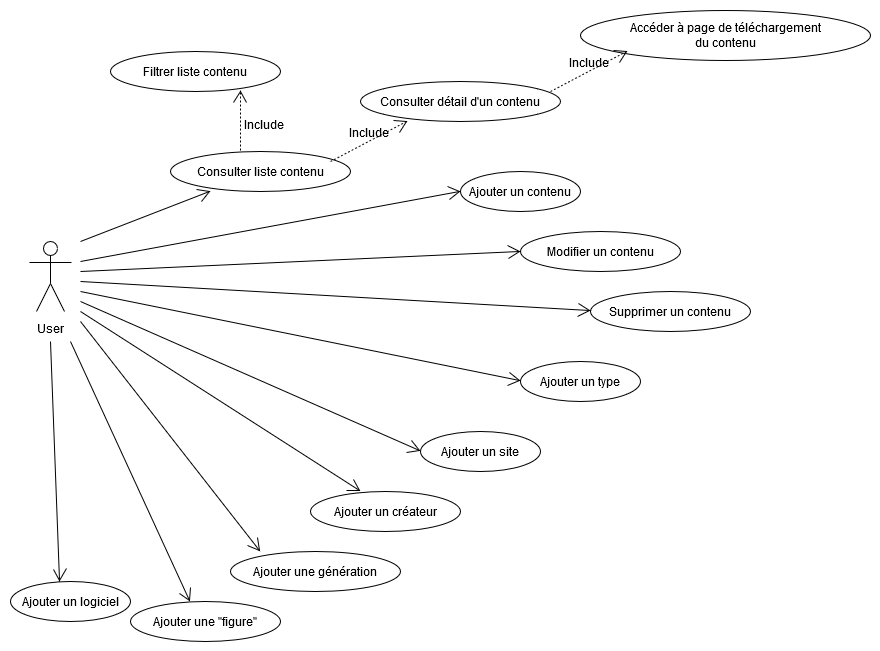 Accéder à page de téléchargement
du contenu
Include
Filtrer liste contenu
Consulter détail d'un contenu
Include
Include
Consulter liste contenu
Ajouter un contenu
Modifier un contenu
Supprimer un contenu
User
Ajouter un type
Ajouter un site
Ajouter un créateur
Ajouter une génération
Ajouter un logiciel
Ajouter une "figure"